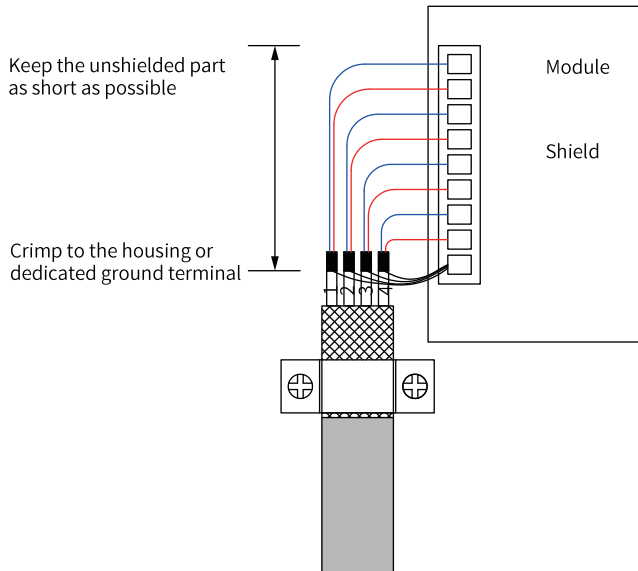 Keep the unshielded part
as short as possible
Module
Shield
Crimp to the housing or
dedicated ground terminal
1
2
3
4